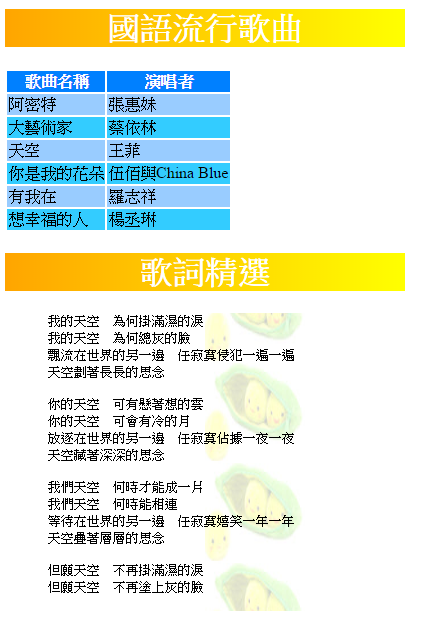 國語流行歌曲
歌曲名稱 演唱者
阿密特 張惠妹
大藝術家 蔡依林
天空 王菲
你是我的花朵 伍佰與China Blue
有我在 羅志祥
想幸福的人 楊丞琳
歌詞精選
我的天空　為何掛滿濕的淚
我的天空　為何總灰的臉
飄流在世界的另一邊　任寂寞侵犯一遍一遍
天空劃著長長的思念
你的天空　可有懸著想的雲
你的天空　可會有冷的月
放逐在世界的另一邊　任寂寞佔據一夜一夜
天空藏著深深的思念
我們天空　何時才能成一片
我們天空　何時能相連
等待在世界的另一邊　任寂寞嬉笑一年一年
天空疊著層層的思念
但願天空　不再掛滿濕的淚
但願天空　不再塗上灰的臉